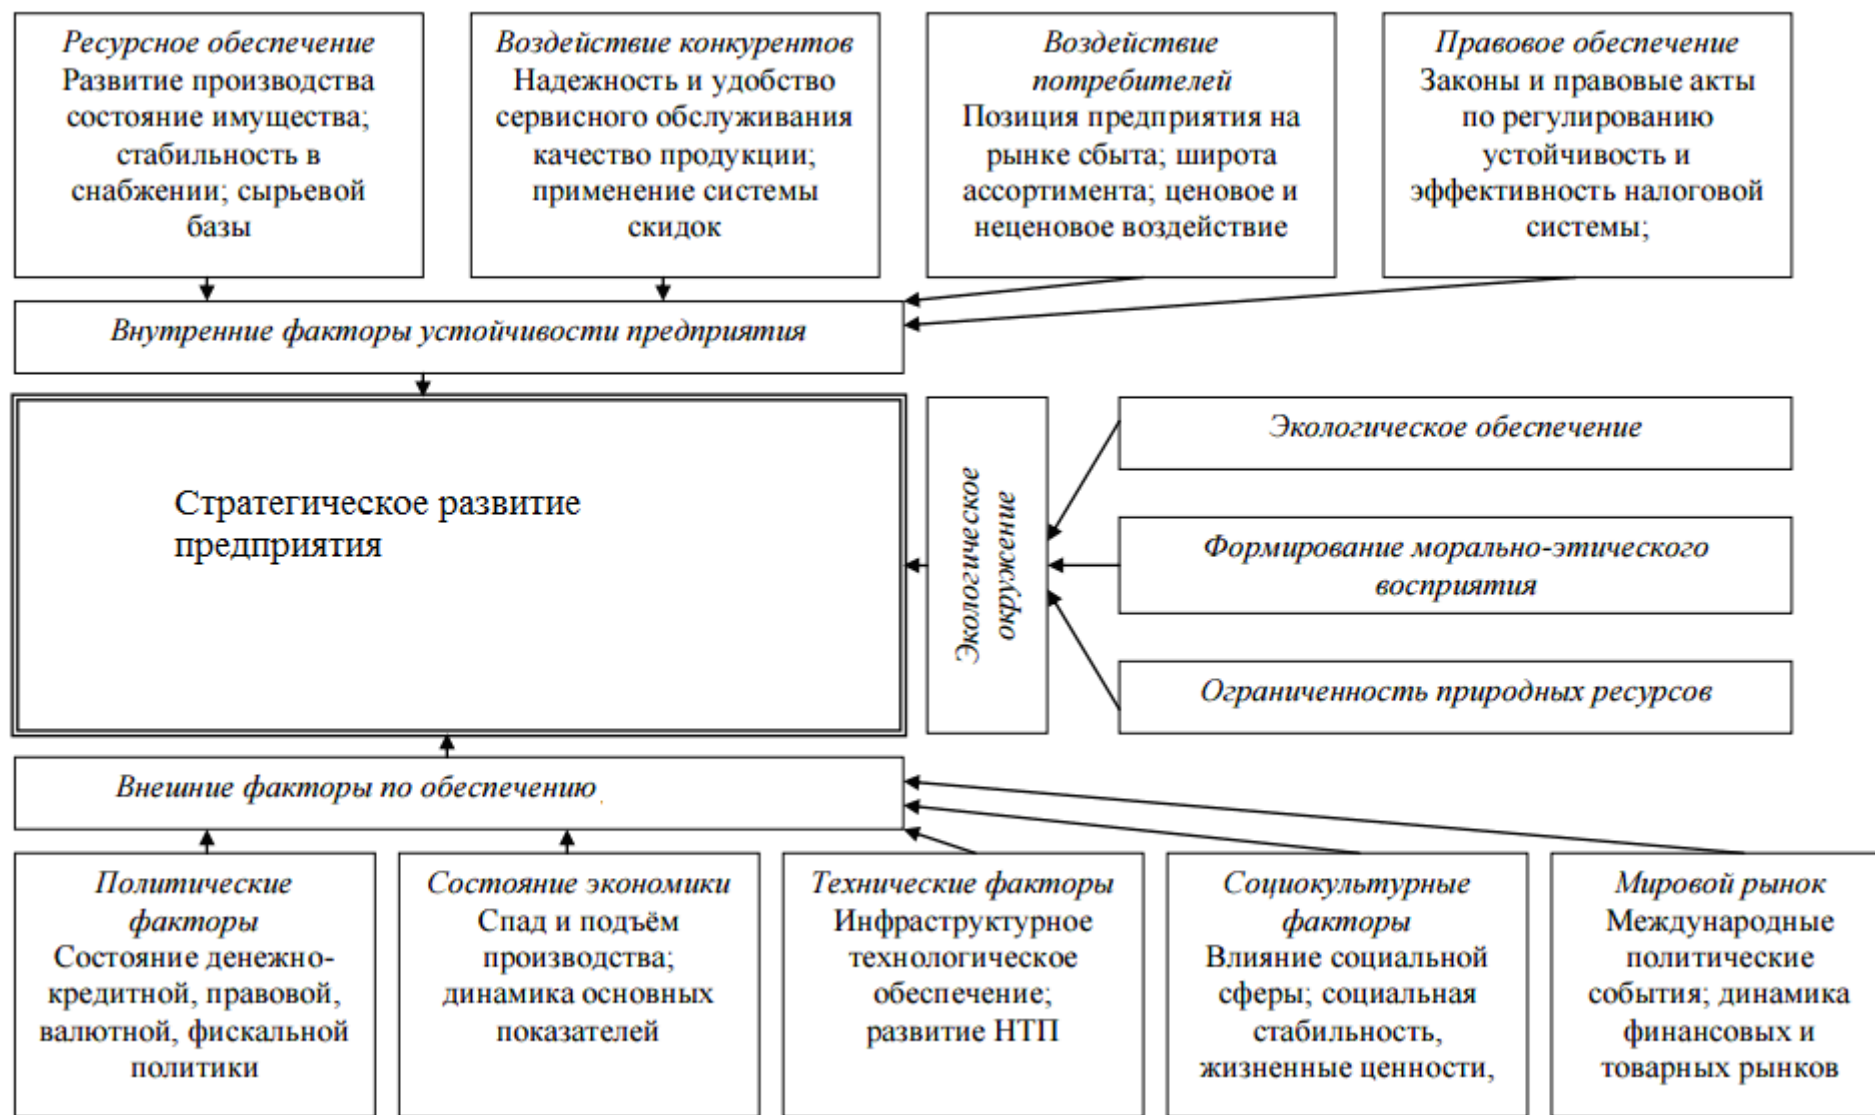 Ресурсное обеспечение
Развитие производства
состояние имущества;
стабильность в
снабжении; сырьевой
базы
Воздействие конкурентов
Надежность и удобство
сервисного обслуживания
качество продукции;
применение системы
скидок
Воздействие
потребителей
Позиция предприятия на
рынке сбыта; широта
ассортимента; ценовое и
неценовое воздействие
Правовое обеспечение
Законы и правовые акты
по регулированию
устойчивость и
эффективность налоговой
системы;
Внутренние факторы устойчивости предприятия
Стратегическое развитие
предприятия
Экологическое
окружение
Экологическое обеспечение
Формирование морально-этического
восприятия
Ограниченность природных ресурсов
Внешние факторы по обеспечению
Политические
факторы
Состояние денежно-
кредитной, правовой,
валютной, фискальной
политики
Состояние экономики
Спад и подъём
производства;
динамика основных
показателей
Технические факторы
Инфраструктурное
технологическое
обеспечение;
развитие НТП
Социокультурные
факторы
Влияние социальной
сферы; социальная
стабильность,
жизненные ценности,
Мировой рынок
Международные
политические
события; динамика
финансовых и
товарных рынков